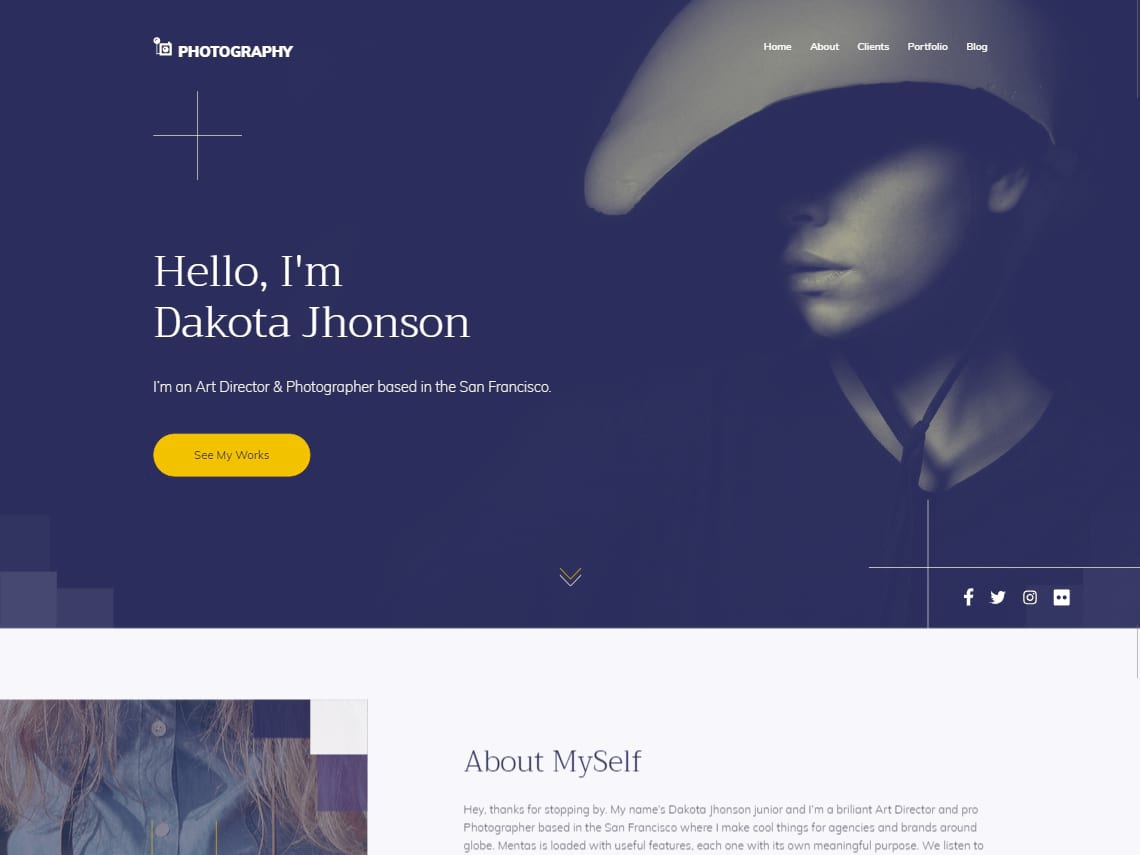 PHOTOGRAPHY
Home About Clients Portfolio Blog
Hello, I'm
Dakota Jhonson
I'm an Art Director & Photographer based in the San Francisco.
See My Works
About MySelf
Hey, thanks for stopping by. My name's Dakota Jhonson junior and I'm a briliant Art Director and pro
Photographer based in the San Francisco where I make cool things for agencies and brands around
globe. Mentas is loaded with useful features, each one with its own meaningful purpose. We listen to